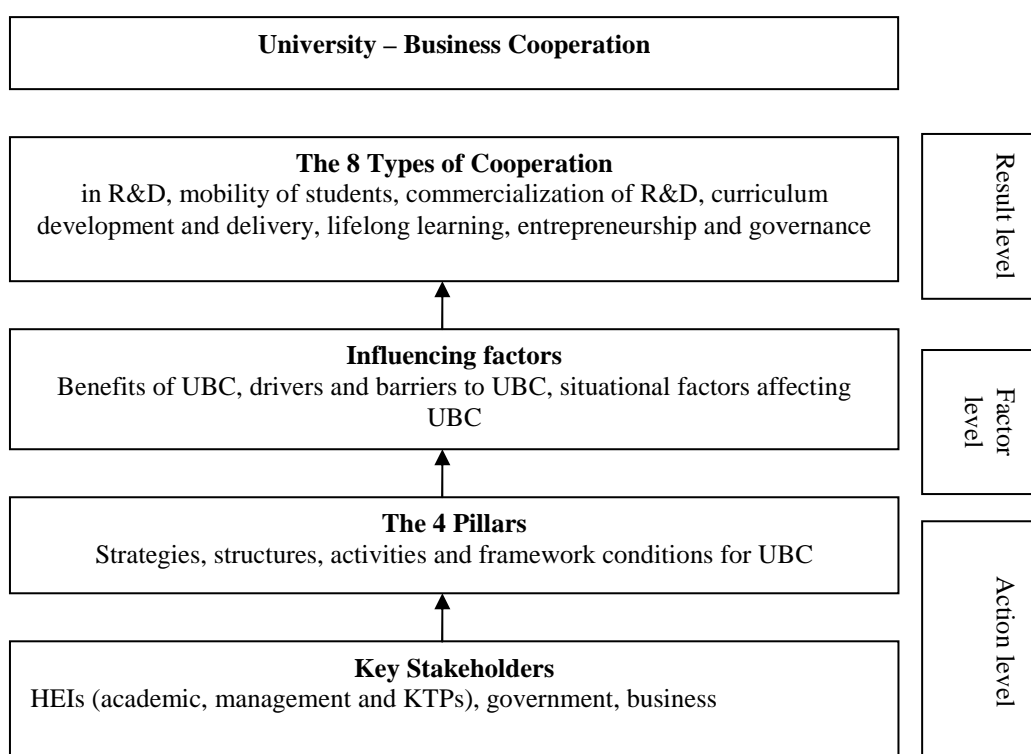 University – Business Cooperation
The 8 Types of Cooperation
in R&D, mobility of students, commercialization of R&D, curriculum
development and delivery, lifelong learning, entrepreneurship and governance
Result level
Influencing factors
Benefits of UBC, drivers and barriers to UBC, situational factors affecting
UBC
Factor
level
The 4 Pillars
Strategies, structures, activities and framework conditions for UBC
Action level
Key Stakeholders
HEIs (academic, management and KTPs), government, business